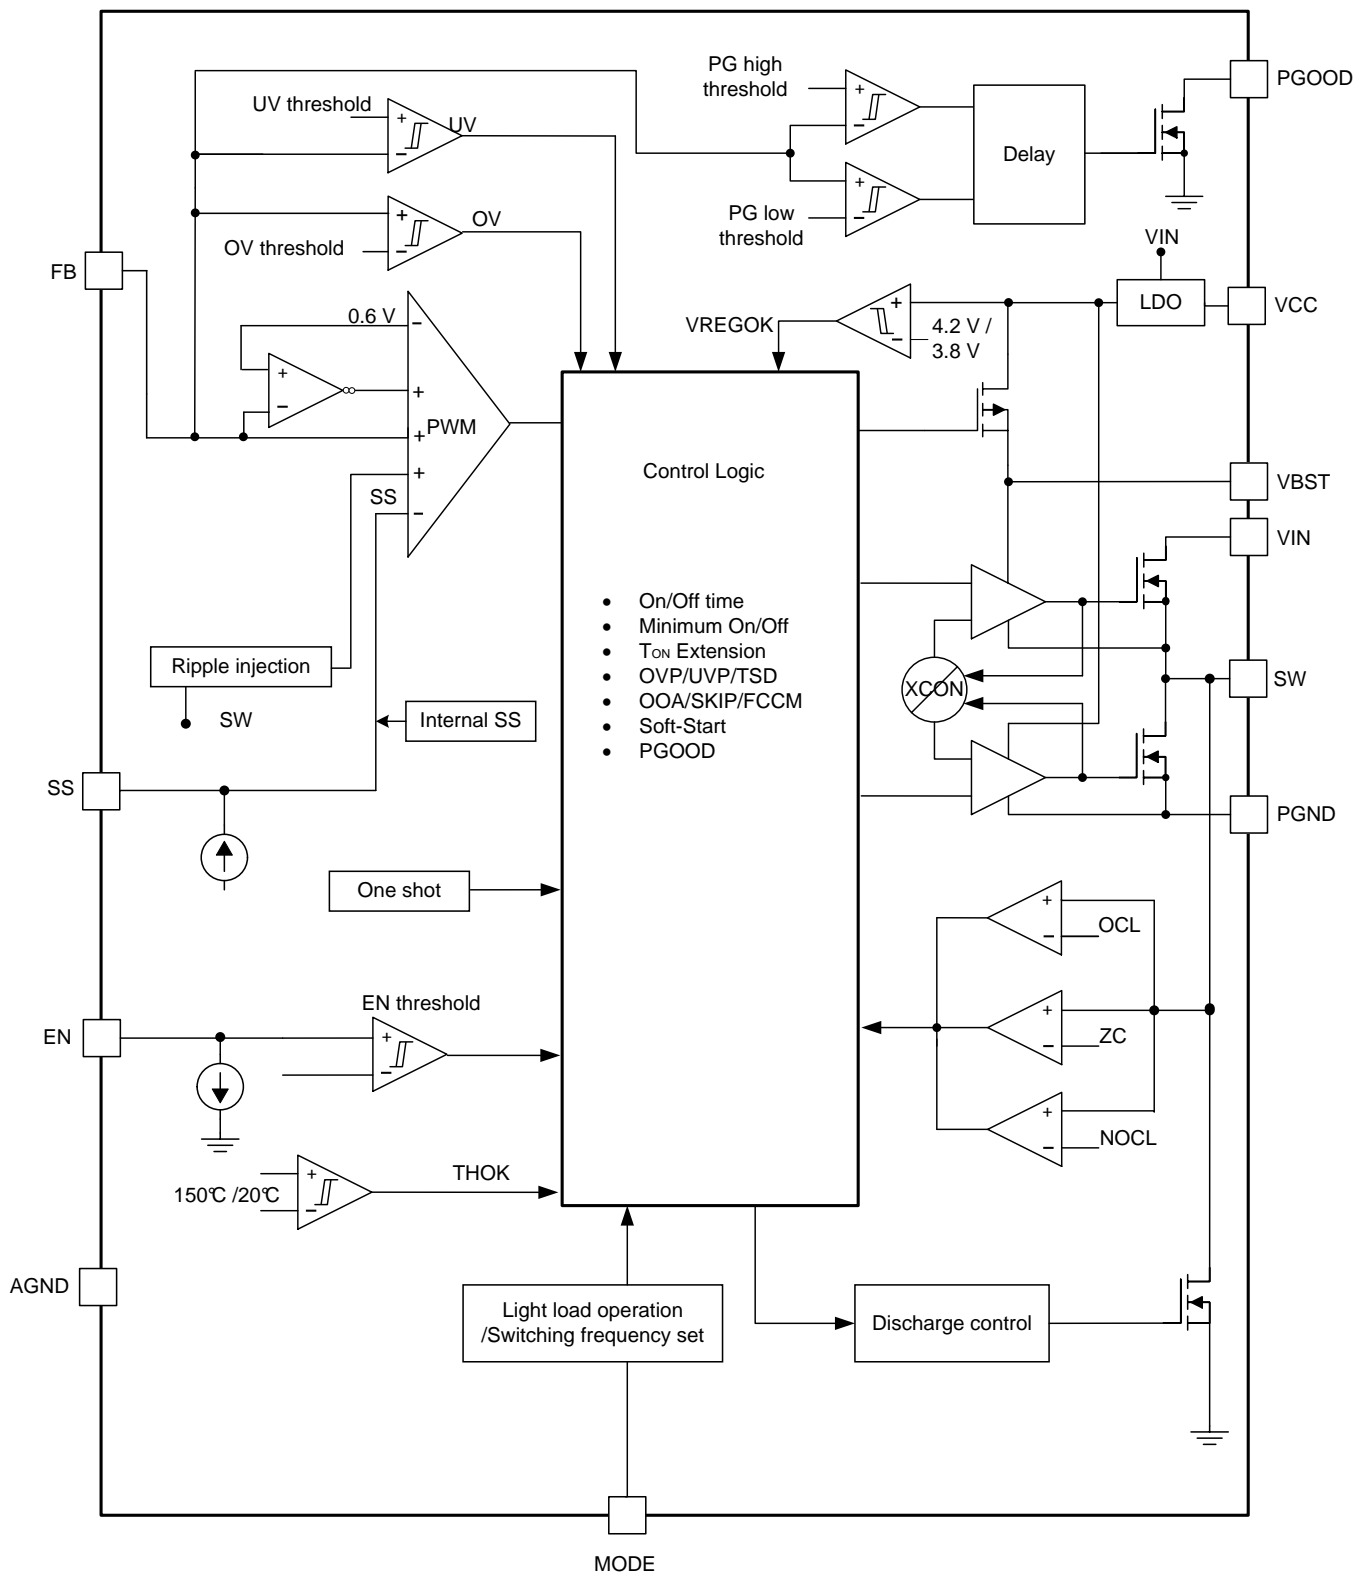 PG high
threshold
PGOOD
UV threshold
+
−
UV
+
−
Delay
+
−
PG low
threshold
+
−
OV
OV threshold
VIN
FB
LDO
VCC
0.6 V
−
VREGOK
+
−
4.2 V /
3.8 V
+
−
+
+
PWM
+
SS
−
Control Logic
VBST
VIN
• On/Off time
• Minimum On/Off
• TON Extension
• OVP/UVP/TSD
• OOA/SKIP/FCCM
• Soft-Start
• PGOOD
Ripple injection
SW
Internal SS
XCON
SW
SS
PGND
One shot
+
−
OCL
EN threshold
EN
+
−
+
−
ZC
+
−
NOCL
150°C /20°C
+
−
THOK
AGND
Light load operation
/Switching frequency set
Discharge control
MODE